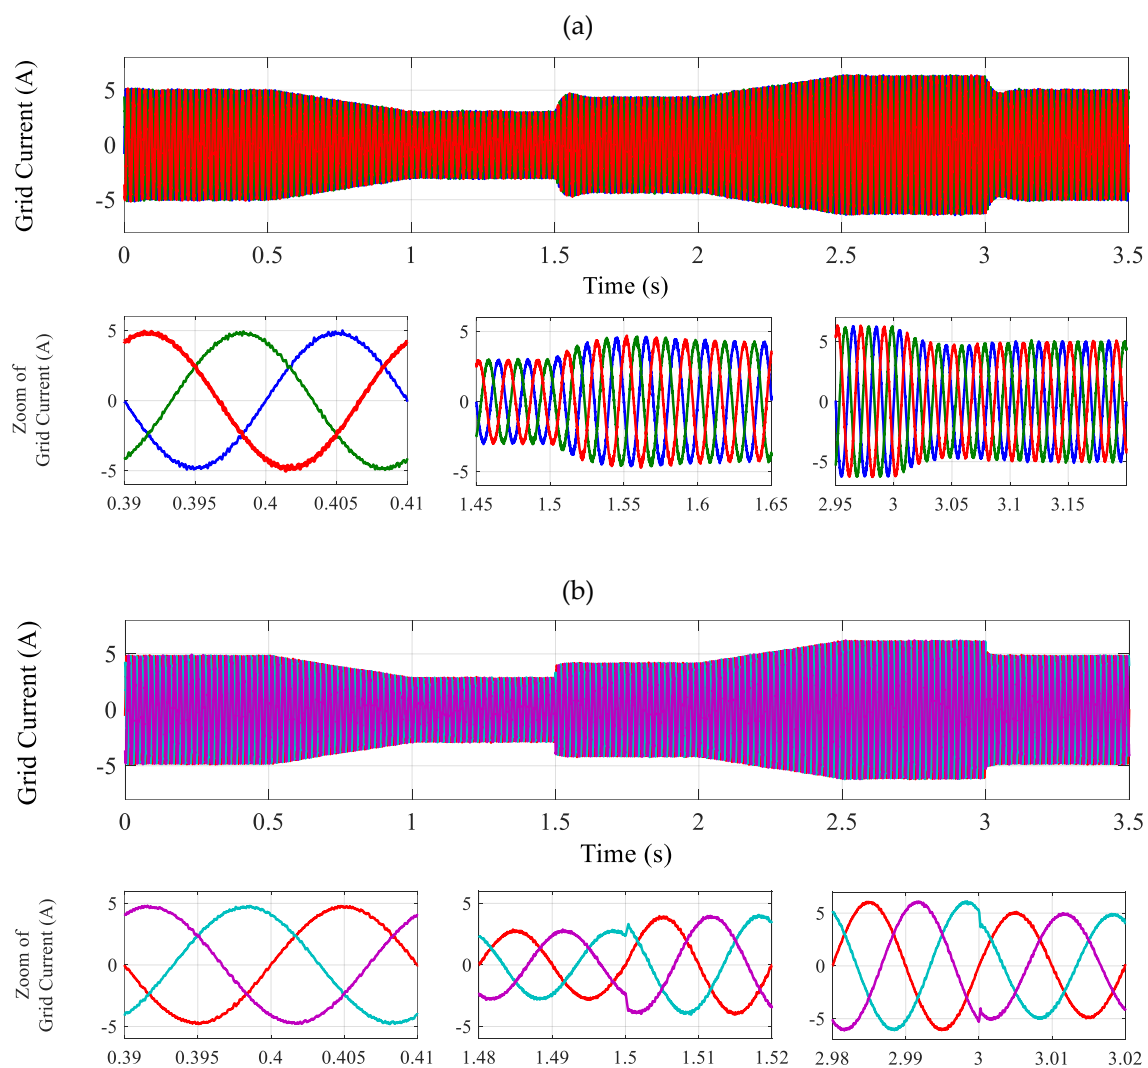 (a)
Grid Current (A)
5
0
-5
0 0.5 1 1.5 2 2.5 3 3.5
Time (s)
Zoom of
Grid Current (A)
5
0
-5
0.39 0.395 0.4 0.405 0.41
5
0
-5
1.45 1.5 1.55 1.6 1.65
5
0
-5
2.95 3 3.05 3.1 3.15
(b)
Grid Current (A)
5
0
-5
0 0.5 1 1.5 2 2.5 3 3.5
Time (s)
Zoom of
Grid Current (A)
5
0
-5
0.39 0.395 0.4 0.405 0.41
5
0
-5
1.48 1.49 1.5 1.51 1.52
5
0
-5
2.98 2.99 3 3.01 3.02